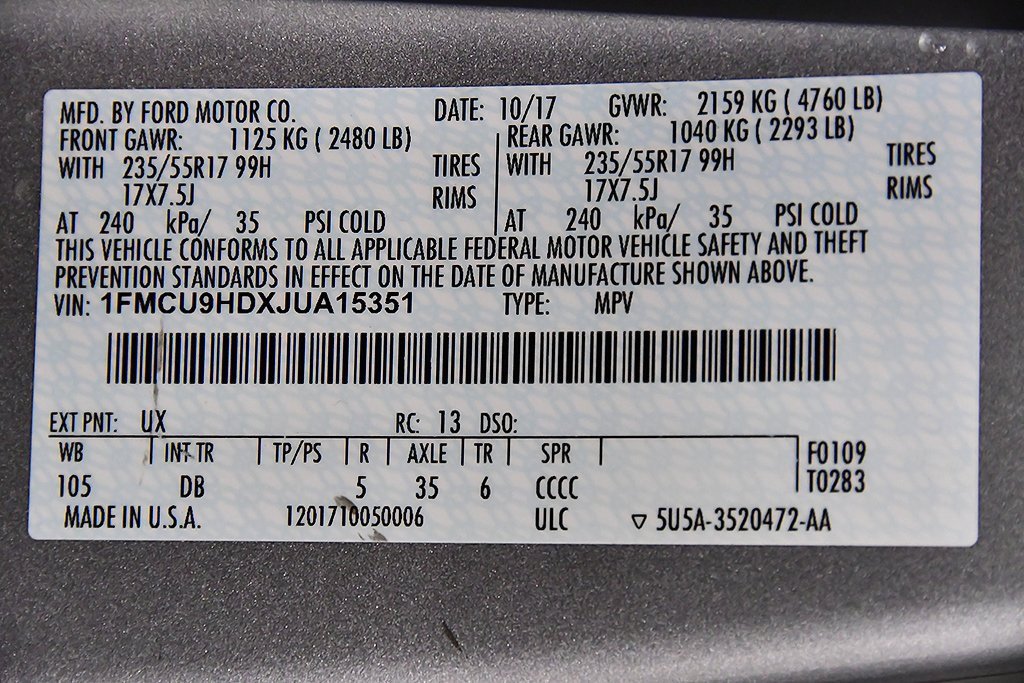 MFD. BY FORD MOTOR CO. DATE: 10/17 GVWR: 2159 KG ( 4760 LB)
FRONT GAWR: 1125 KG ( 2480 LB) REAR GAWR: 1040 KG ( 2293 LB)
WITH 235/55R17 99H TIRES WITH 235/55R17 99H TIRES
17X7.5J RIMS 17X7.5J RIMS
AT 240 kPa/ 35 PSI COLD AT 240 kPa/ 35 PSI COLD
THIS VEHICLE CONFORMS TO ALL APPLICABLE FEDERAL MOTOR VEHICLE SAFETY AND THEFT
PREVENTION STANDARDS IN EFFECT ON THE DATE OF MANUFACTURE SHOWN ABOVE.
VIN: 1FMCU9HDXJUA15351 TYPE: MPV
EXT PNT: UX RC: 13 DSO:
WB INT TR TP/PS R AXLE TR SPR F0109
105 DB 5 35 6 CCCC T0283
MADE IN U.S.A. 1201710050006 ULC ▽ 5U5A-3520472-AA